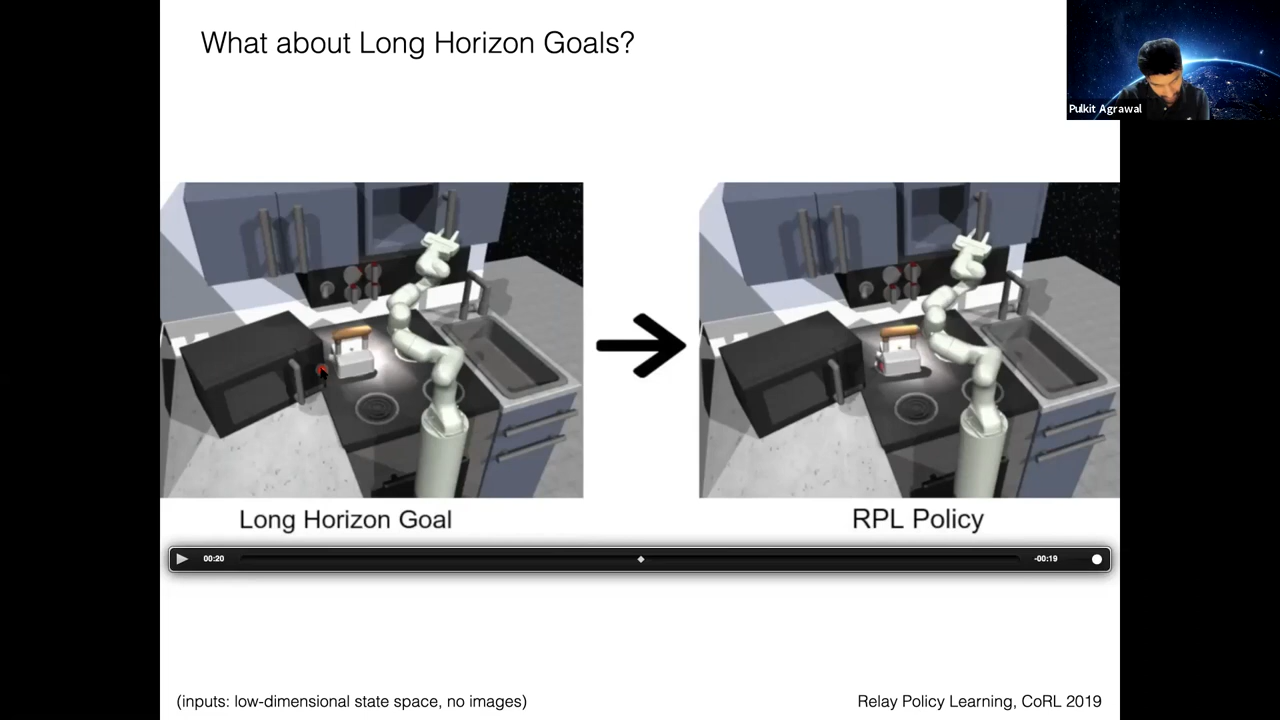 What about Long Horizon Goals?
Pulkit Agrawal
Long Horizon Goal
RPL Policy
00:20
-00:19
(inputs: low-dimensional state space, no images)
Relay Policy Learning, CoRL 2019